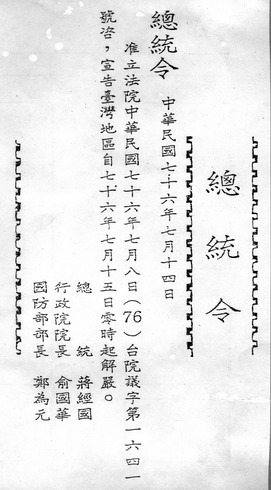 總統令
總統令 中華民國七十六年七月十四日
准立法院中華民國七十六年七月八日(76)台院議字第一六四一
號咨，宣告臺灣地區自七十六年七月十五日零時起解嚴。
總統 蔣經國
行政院院長 俞國華
國防部部長 鄭為元